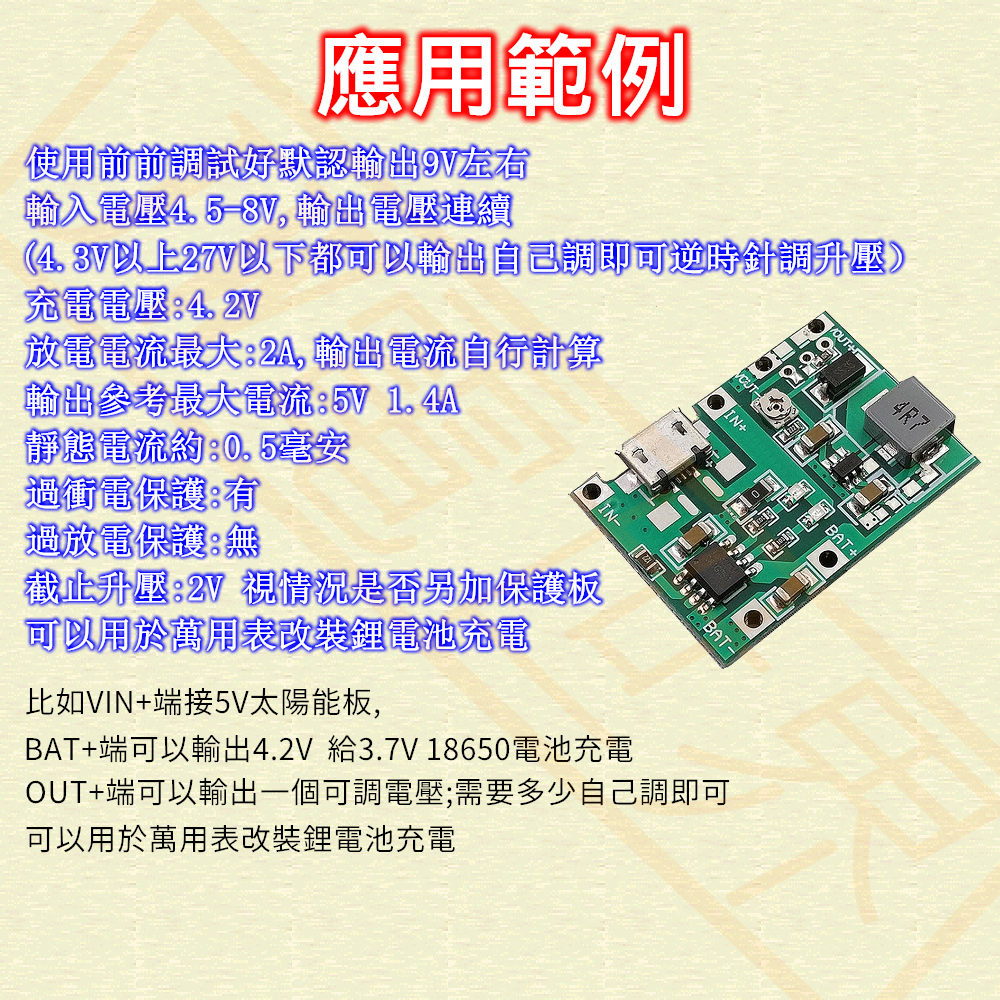 應用範例
使用前前調試好默認輸出9V左右
輸入電壓4.5-8V,輸出電壓連續
(4.3V以上27V以下都可以輸出自己調即可逆時針調升壓)
充電電壓:4.2V
放電電流最大:2A,輸出電流自行計算
輸出參考最大電流:5V 1.4A
靜態電流約:0.5毫安
過衝電保護:有
過放電保護:無
截止升壓:2V 視情況是否另加保護板
可以用於萬用表改裝鋰電池充電
OUT+
OUT-
4R7
IN+
IN-
0
BAT+
BAT-
比如VIN+端接5V太陽能板,
BAT+端可以輸出4.2V 給3.7V 18650電池充電
OUT+端可以輸出一個可調電壓;需要多少自己調即可
可以用於萬用表改裝鋰電池充電